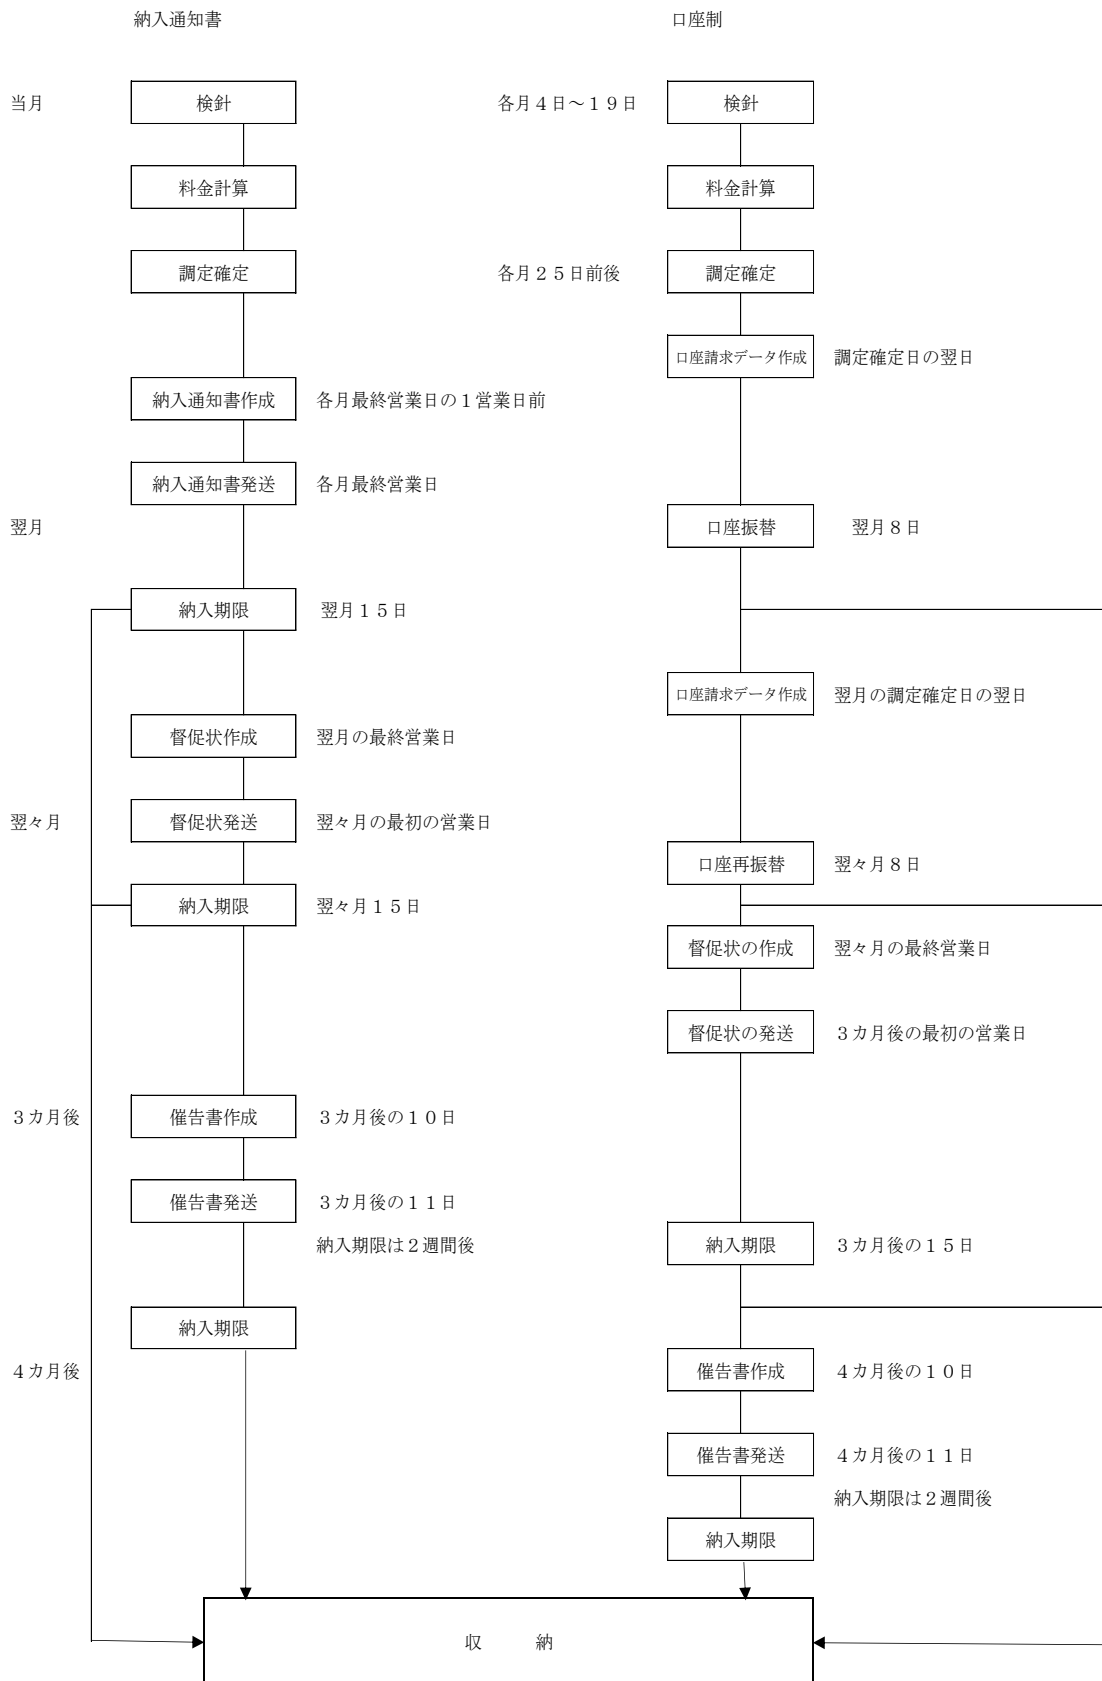 納入通知書　口座制
当月　検針　各月４日～１９日　検針
料金計算　料金計算
調定確定　各月２５日前後　調定確定
口座請求データ作成　調定確定日の翌日
納入通知書作成　各月最終営業日の１営業日前
納入通知書発送　各月最終営業日
翌月　口座振替　翌月８日
納入期限　翌月１５日
口座請求データ作成　翌月の調定確定日の翌日
督促状作成　翌月の最終営業日
翌々月　督促状発送　翌々月の最初の営業日
口座再振替　翌々月８日
納入期限　翌々月１５日
督促状の作成　翌々月の最終営業日
督促状の発送　３カ月後の最初の営業日
３カ月後　催告書作成　３カ月後の１０日
催告書発送　３カ月後の１１日
納入期限は２週間後　納入期限　３カ月後の１５日
納入期限
４カ月後　催告書作成　４カ月後の１０日
催告書発送　４カ月後の１１日
納入期限は２週間後
納入期限
収　　納